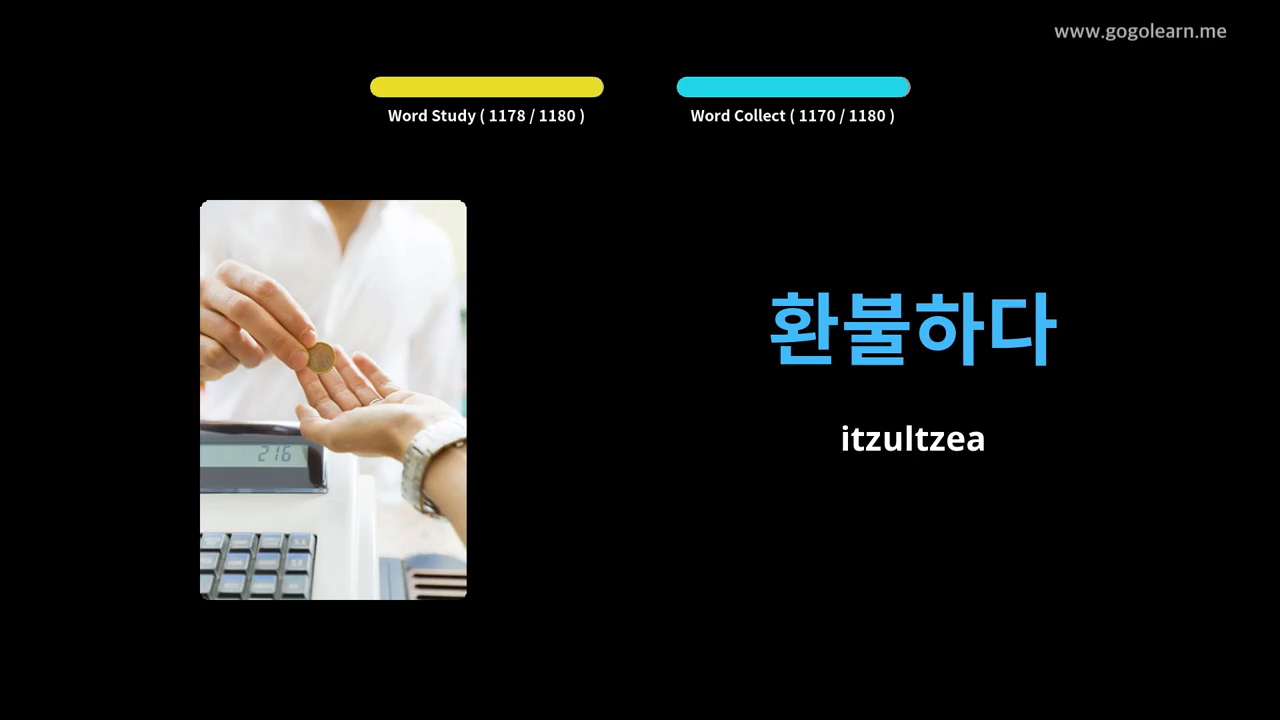 www.gogolearn.me
Word Study ( 1178 / 1180 )
Word Collect ( 1170 / 1180 )
환불하다
itzultzea
216